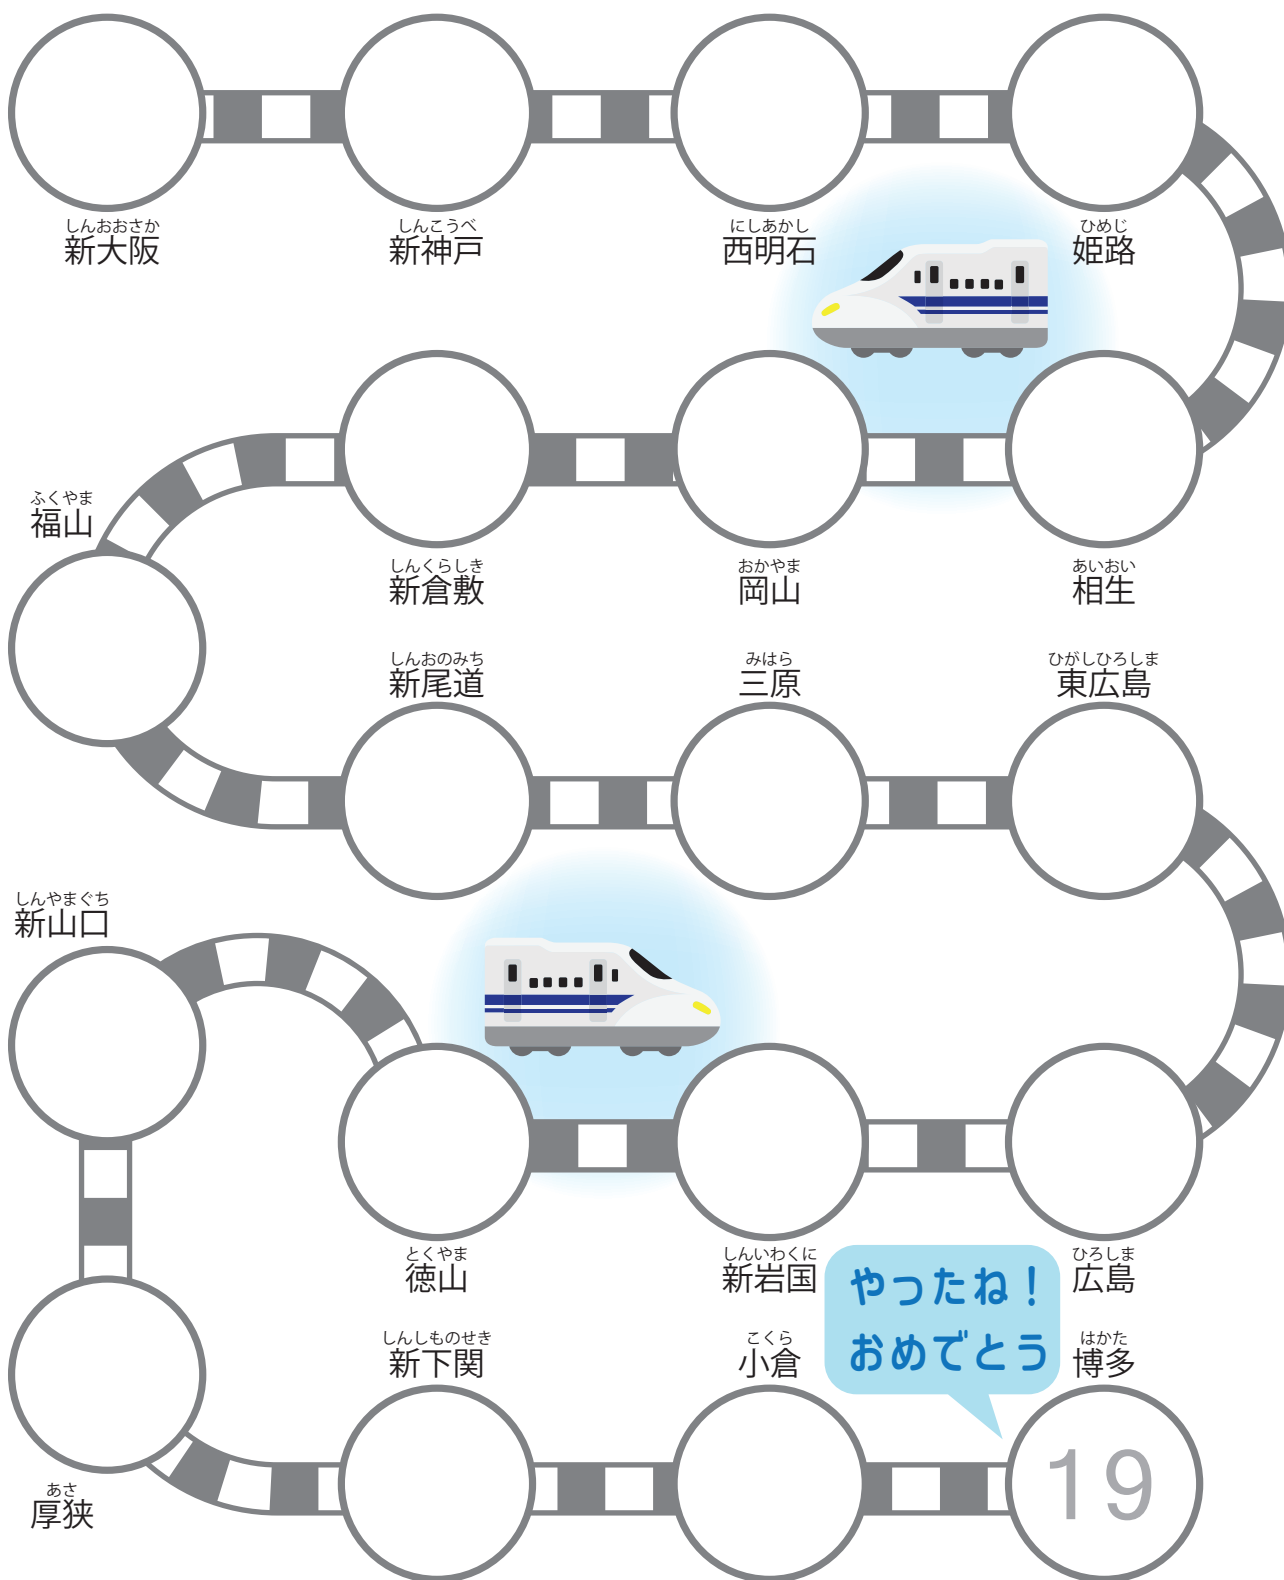 しんおおさか
新大阪
しんこうべ
新神戸
にしあかし
西明石
ひめじ
姫路
あいおい
相生
おかやま
岡山
しんくらしき
新倉敷
ふくやま
福山
しんおのみち
新尾道
みはら
三原
ひがしひろしま
東広島
ひろしま
広島
しんいわくに
新岩国
とくやま
徳山
しんやまぐち
新山口
あさ
厚狭
しんしものせき
新下関
こくら
小倉
はかた
博多
やったね！
おめでとう
19